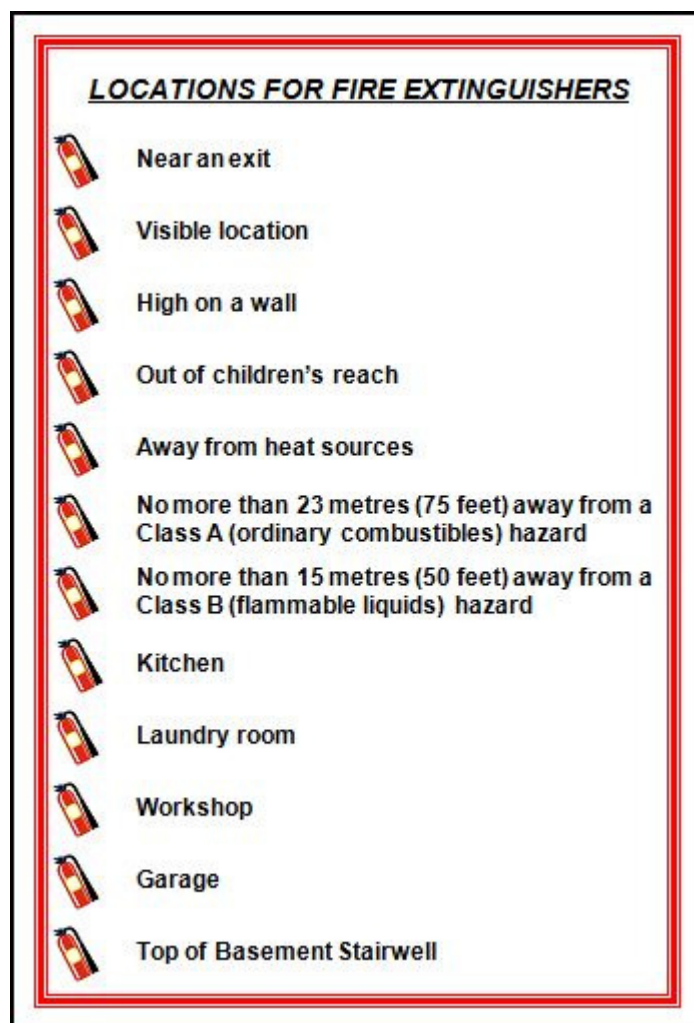 LOCATIONS FOR FIRE EXTINGUISHERS
Near an exit
Visible location
High on a wall
Out of children's reach
Away from heat sources
No more than 23 metres (75 feet) away from a
Class A (ordinary combustibles) hazard
No more than 15 metres (50 feet) away from a
Class B (flammable liquids) hazard
Kitchen
Laundry room
Workshop
Garage
Top of Basement Stairwell